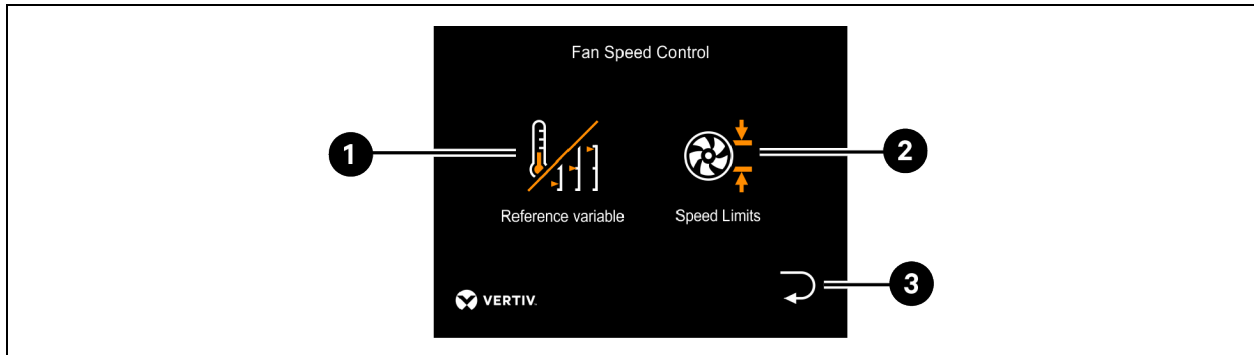 Fan Speed Control
1
2
Reference variable
Speed Limits
3
VERTIV.